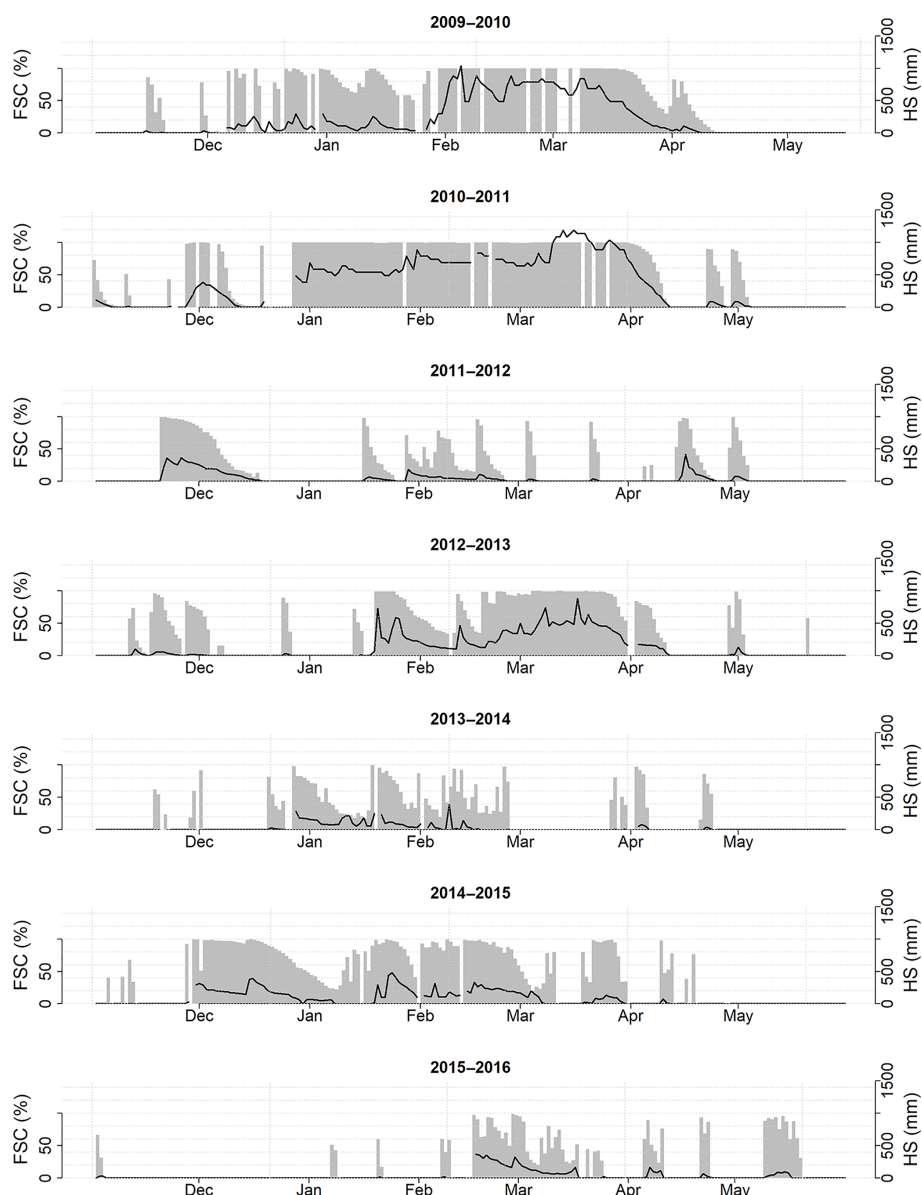 2009–2010
FSC (%)
0 50
0 500 1500
HS (mm)
Dec Jan Feb Mar Apr May
2010–2011
FSC (%)
0 50
0 500 1500
HS (mm)
Dec Jan Feb Mar Apr May
2011–2012
FSC (%)
0 50
0 500 1500
HS (mm)
Dec Jan Feb Mar Apr May
2012–2013
FSC (%)
0 50
0 500 1500
HS (mm)
Dec Jan Feb Mar Apr May
2013–2014
FSC (%)
0 50
0 500 1500
HS (mm)
Dec Jan Feb Mar Apr May
2014–2015
FSC (%)
0 50
0 500 1500
HS (mm)
Dec Jan Feb Mar Apr May
2015–2016
FSC (%)
0 50
0 500 1500
HS (mm)
Dec Jan Feb Mar Apr May